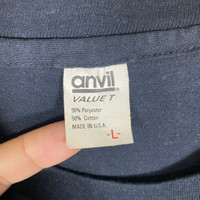 anvil
VALUE T
50% Polyester
50% Cotton
MADE IN U.S.A.
-L-